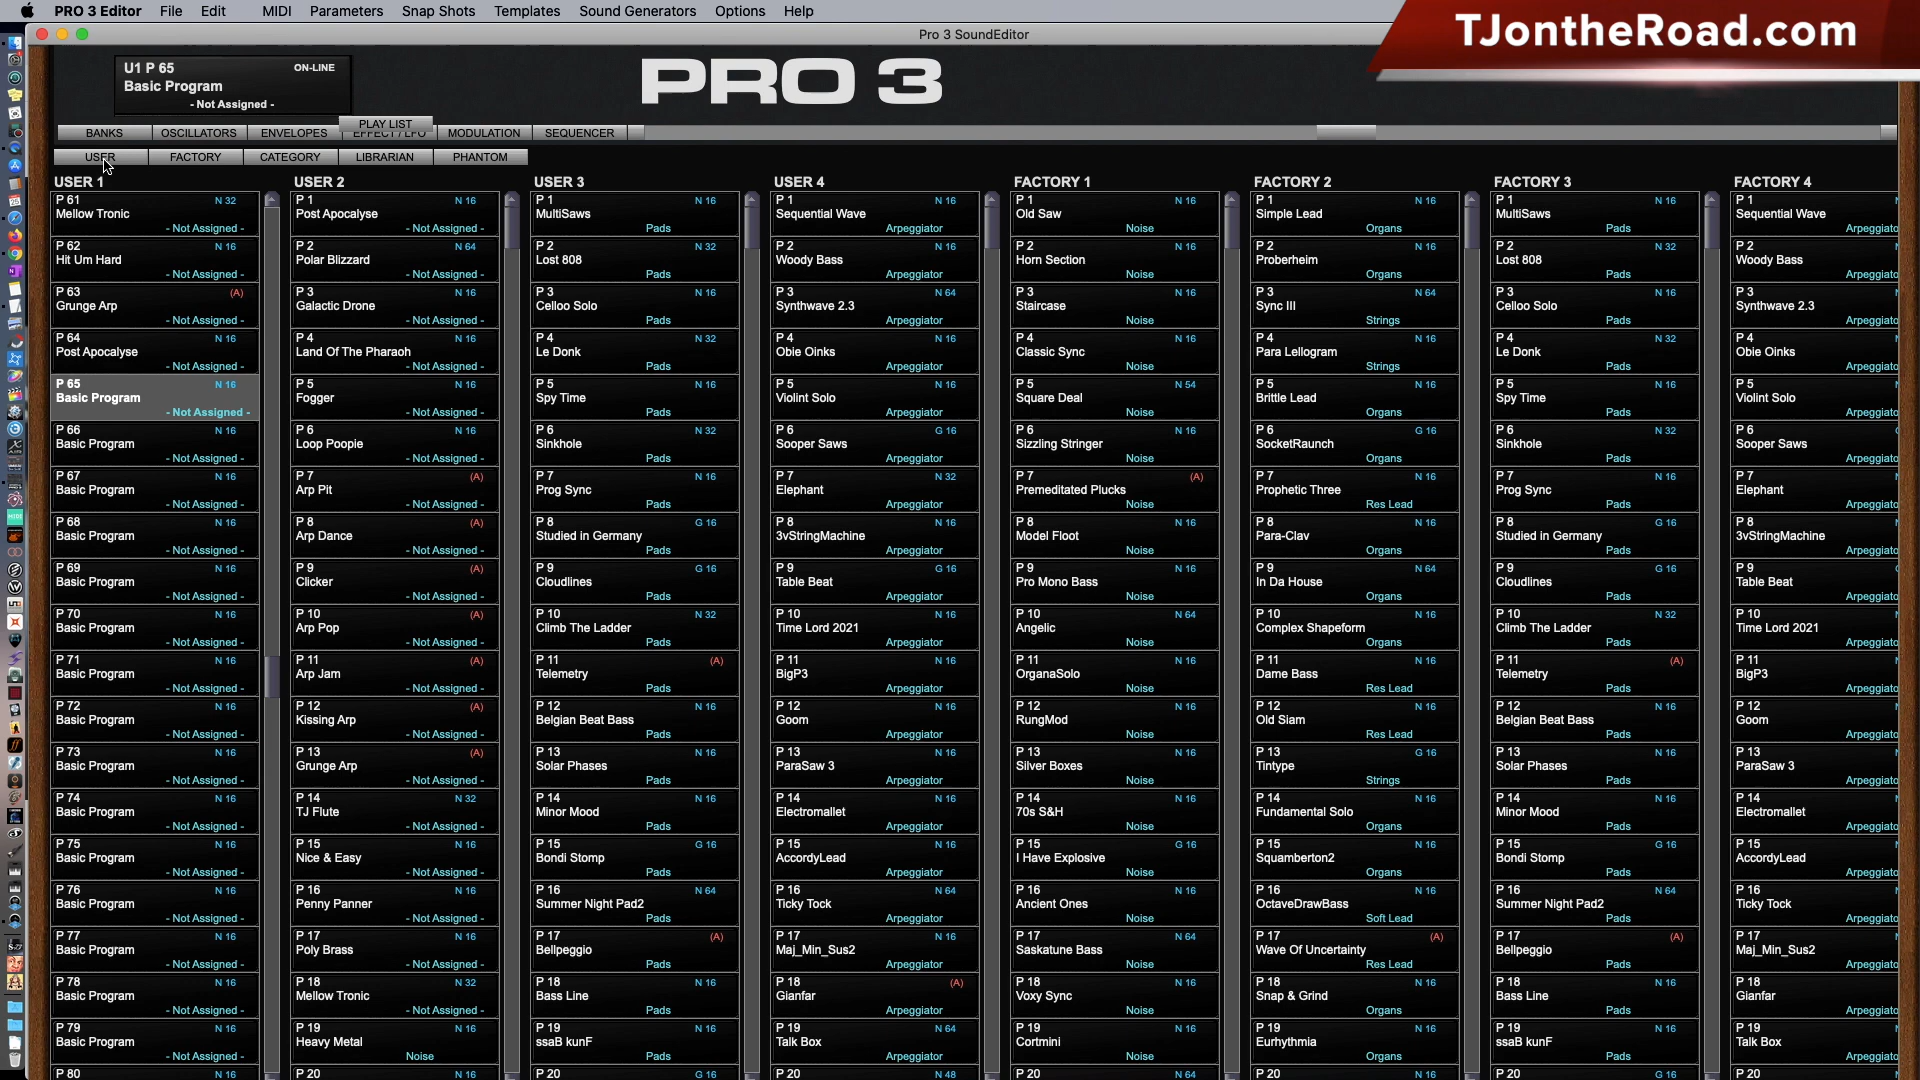 PRO 3 Editor File Edit MIDI Parameters Snap Shots Templates Sound Generators Options Help
TJontheRoad.com
Pro 3 SoundEditor
U1 P 65 ON-LINE
Basic Program
- Not Assigned -
PRO 3
PLAY LIST
BANKS OSCILLATORS ENVELOPES EFFECT / LFO MODULATION SEQUENCER
USER FACTORY CATEGORY LIBRARIAN PHANTOM
USER 1 USER 2 USER 3 USER 4 FACTORY 1 FACTORY 2 FACTORY 3 FACTORY 4
P 61 N 32 P 1 N 16 P 1 N 16 P 1 N 16 P 1 N 16 P 1 N 16 P 1 N 16 P 1
Mellow Tronic Post Apocalypse MultiSaws Sequential Wave Old Saw Simple Lead MultiSaws Sequential Wave
- Not Assigned - - Not Assigned - Pads Arpeggiator Noise Organs Pads Arpeggiato
P 62 N 16 P 2 N 64 P 2 N 32 P 2 N 16 P 2 N 16 P 2 N 16 P 2 N 32 P 2
Hit Um Hard Polar Blizzard Lost 808 Woody Bass Horn Section Proberheim Lost 808 Woody Bass
- Not Assigned - - Not Assigned - Pads Arpeggiator Noise Organs Pads Arpeggiato
P 63 (A) P 3 N 16 P 3 N 16 P 3 N 64 P 3 N 16 P 3 N 64 P 3 N 16 P 3
Grunge Arp Galactic Drone Celloo Solo Synthwave 2.3 Staircase Sync III Celloo Solo Synthwave 2.3
- Not Assigned - - Not Assigned - Pads Arpeggiator Noise Strings Pads Arpeggiato
P 64 N 16 P 4 N 16 P 4 N 32 P 4 N 16 P 4 N 16 P 4 N 16 P 4 N 32 P 4
Post Apocalyse Land Of The Pharaoh Le Donk Obie Oinks Classic Sync Para Lellogram Le Donk Obie Oinks
- Not Assigned - - Not Assigned - Pads Arpeggiator Noise Strings Pads Arpeggiato
P 65 N 16 P 5 N 16 P 5 N 16 P 5 N 16 P 5 N 54 P 5 N 16 P 5 N 16 P 5
Basic Program Fogger Spy Time Violint Solo Square Deal Brittle Lead Spy Time Violint Solo
- Not Assigned - - Not Assigned - Pads Arpeggiator Noise Organs Pads Arpeggiato
P 66 N 16 P 6 N 16 P 6 N 32 P 6 G 16 P 6 N 16 P 6 G 16 P 6 N 32 P 6
Basic Program Loop Poopie Sinkhole Sooper Saws Sizzling Stringer SocketRaunch Sinkhole Sooper Saws
- Not Assigned - - Not Assigned - Pads Arpeggiator Noise Organs Pads Arpeggiato
P 67 N 16 P 7 (A) P 7 N 16 P 7 N 32 P 7 (A) P 7 N 16 P 7 N 16 P 7
Basic Program Arp Pit Prog Sync Elephant Premeditated Plucks Prophetic Three Prog Sync Elephant
- Not Assigned - - Not Assigned - Pads Arpeggiator Noise Res Lead Pads Arpeggiato
P 68 N 16 P 8 (A) P 8 G 16 P 8 N 16 P 8 N 16 P 8 N 16 P 8 G 16 P 8
Basic Program Arp Dance Studied in Germany 3vStringMachine Model Floot Para-Clav Studied in Germany 3vStringMachine
- Not Assigned - - Not Assigned - Pads Arpeggiator Noise Organs Pads Arpeggiato
P 69 N 16 P 9 (A) P 9 G 16 P 9 G 16 P 9 N 16 P 9 N 64 P 9 G 16 P 9
Basic Program Clicker Cloudlines Table Beat Pro Mono Bass In Da House Cloudlines Table Beat
- Not Assigned - - Not Assigned - Pads Arpeggiator Noise Organs Pads Arpeggiato
P 70 N 16 P 10 (A) P 10 N 32 P 10 N 16 P 10 N 64 P 10 N 16 P 10 N 32 P 10
Basic Program Arp Pop Climb The Ladder Time Lord 2021 Angelic Complex Shapeform Climb The Ladder Time Lord 2021
- Not Assigned - - Not Assigned - Pads Arpeggiator Noise Organs Pads Arpeggiato
P 71 N 16 P 11 (A) P 11 (A) P 11 N 16 P 11 N 16 P 11 N 16 P 11 (A) P 11
Basic Program Arp Jam Telemetry BigP3 OrganaSolo Dame Bass Telemetry BigP3
- Not Assigned - - Not Assigned - Pads Arpeggiator Noise Res Lead Pads Arpeggiato
P 72 N 16 P 12 (A) P 12 N 16 P 12 N 16 P 12 N 16 P 12 N 16 P 12 N 16 P 12
Basic Program Kissing Arp Belgian Beat Bass Goom RungMod Old Siam Belgian Beat Bass Goom
- Not Assigned - - Not Assigned - Pads Arpeggiator Noise Res Lead Pads Arpeggiato
P 73 N 16 P 13 (A) P 13 N 16 P 13 N 16 P 13 N 16 P 13 G 16 P 13 N 16 P 13
Basic Program Grunge Arp Solar Phases ParaSaw 3 Silver Boxes Tintype Solar Phases ParaSaw 3
- Not Assigned - - Not Assigned - Pads Arpeggiator Noise Strings Pads Arpeggiato
P 74 N 16 P 14 N 32 P 14 N 16 P 14 N 16 P 14 N 16 P 14 N 16 P 14 N 16 P 14
Basic Program TJ Flute Minor Mood Electromallet 70s S&H Fundamental Solo Minor Mood Electromallet
- Not Assigned - - Not Assigned - Pads Arpeggiator Noise Organs Pads Arpeggiato
P 75 N 16 P 15 N 16 P 15 G 16 P 15 N 16 P 15 G 16 P 15 N 16 P 15 G 16 P 15
Basic Program Nice & Easy Bondi Stomp AccordyLead I Have Explosive Squamberton2 Bondi Stomp AccordyLead
- Not Assigned - - Not Assigned - Pads Arpeggiator Noise Organs Pads Arpeggiato
P 76 N 16 P 16 N 16 P 16 N 64 P 16 N 64 P 16 N 16 P 16 N 16 P 16 N 64 P 16
Basic Program Penny Panner Summer Night Pad2 Ticky Tock Ancient Ones OctaveDrawBass Summer Night Pad2 Ticky Tock
- Not Assigned - - Not Assigned - Pads Arpeggiator Noise Soft Lead Pads Arpeggiato
P 77 N 16 P 17 N 16 P 17 (A) P 17 N 16 P 17 N 64 P 17 (A) P 17 (A) P 17
Basic Program Poly Brass Bellpeggio Maj_Min_Sus2 Saskatune Bass Wave Of Uncertainty Bellpeggio Maj_Min_Sus2
- Not Assigned - - Not Assigned - Pads Arpeggiator Noise Res Lead Pads Arpeggiato
P 78 N 16 P 18 N 32 P 18 N 16 P 18 (A) P 18 N 16 P 18 N 16 P 18 N 16 P 18
Basic Program Mellow Tronic Bass Line Gianfar Voxy Sync Snap & Grind Bass Line Gianfar
- Not Assigned - - Not Assigned - Pads Arpeggiator Noise Organs Pads Arpeggiato
P 79 N 16 P 19 N 16 P 19 N 16 P 19 N 64 P 19 N 16 P 19 N 16 P 19 N 16 P 19
Basic Program Heavy Metal ssaB kunF Talk Box Cortmini Eurhythmia ssaB kunF Talk Box
- Not Assigned - Noise Pads Arpeggiator Noise Organs Pads Arpeggiato
P 80 N 16 P 20 N 16 P 20 G 16 P 20 N 48 P 20 N 64 P 20 N 16 P 20 G 16 P 20